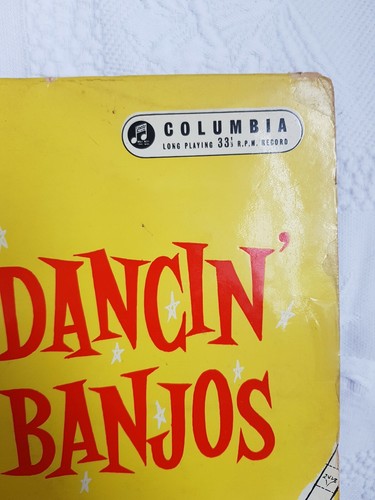 COLUMBIA
LONG PLAYING 33⅓ R.P.M. RECORD
DANCIN'
BANJOS